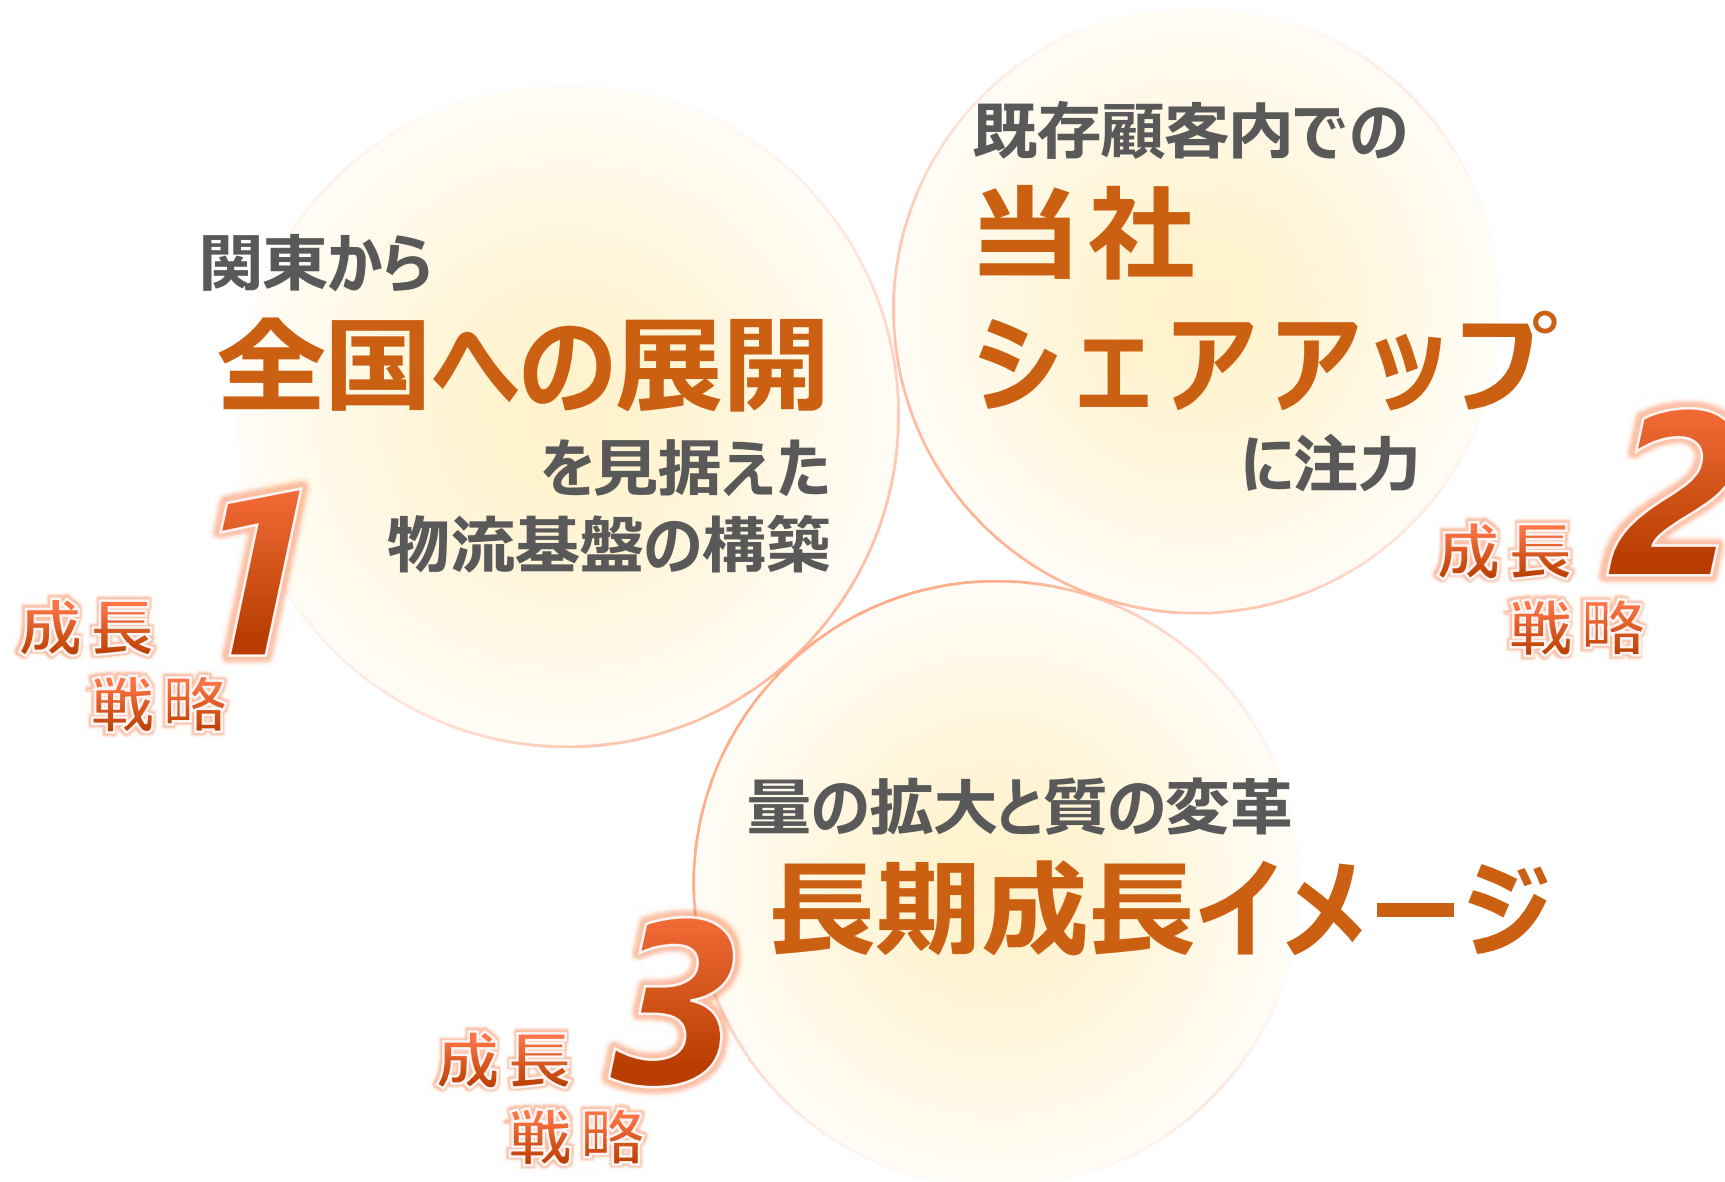 関東から
全国への展開
を見据えた
物流基盤の構築
成長
戦略
1
既存顧客内での
当社
シェアアップ
に注力
成長
戦略
2
量の拡大と質の変革
長期成長イメージ
成長
戦略
3